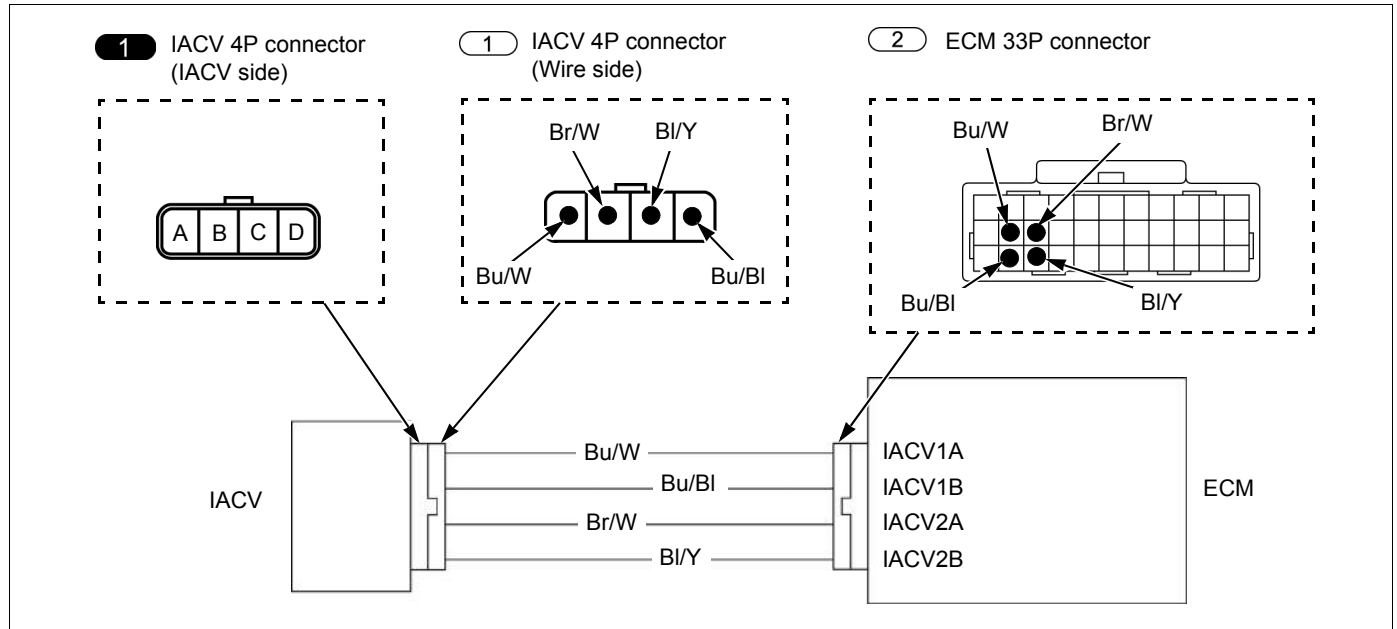 1 IACV 4P connector
(IACV side)
1 IACV 4P connector
(Wire side)
2 ECM 33P connector
A B C D
Br/W Bl/Y
Bu/W Bu/Bl
Bu/W Br/W
Bu/Bl Bl/Y
IACV
Bu/W
Bu/Bl
Br/W
Bl/Y
IACV1A
IACV1B
IACV2A
IACV2B
ECM